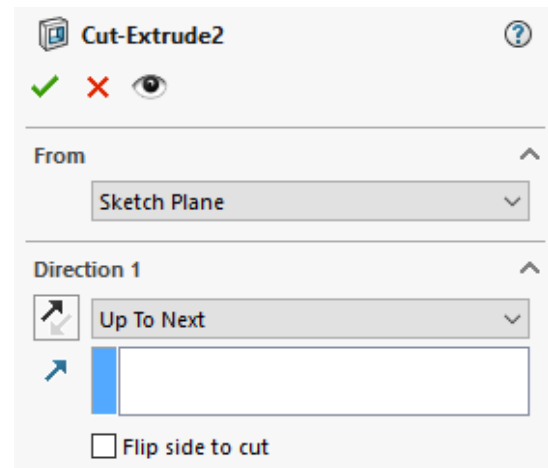 Cut-Extrude2
From
Sketch Plane
Direction 1
Up To Next
Flip side to cut